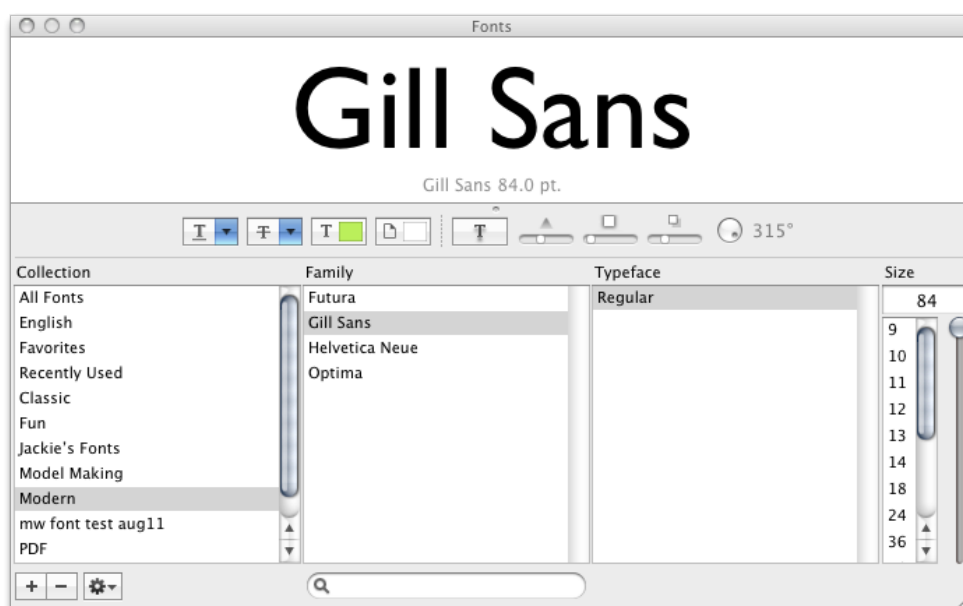 Fonts
Gill Sans
Gill Sans 84.0 pt.
T T T T 315°
Collection Family Typeface Size
All Fonts Futura Regular 84
English Gill Sans 9
Favorites Helvetica Neue 10
Recently Used Optima 11
Classic 12
Fun 13
Jackie's Fonts 14
Model Making 18
Modern 24
mw font test aug11 36
PDF